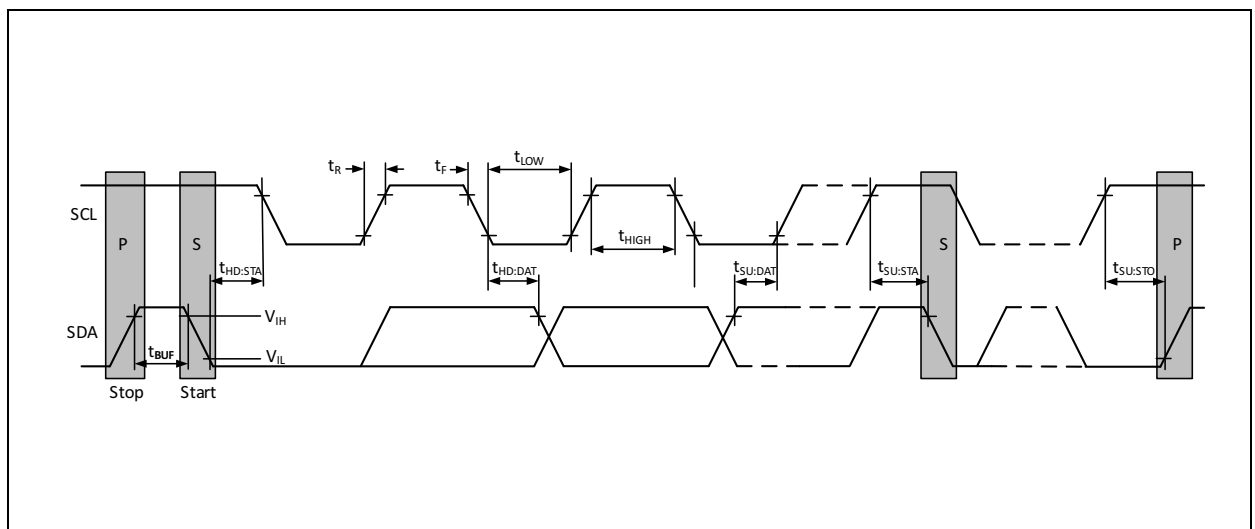 tR
tF
tLOW
SCL
P
S
tHIGH
S
P
tHD:STA
tHD:DAT
tSU:DAT
tSU:STA
tSU:STO
SDA
VIH
tBUF
VIL
Stop
Start